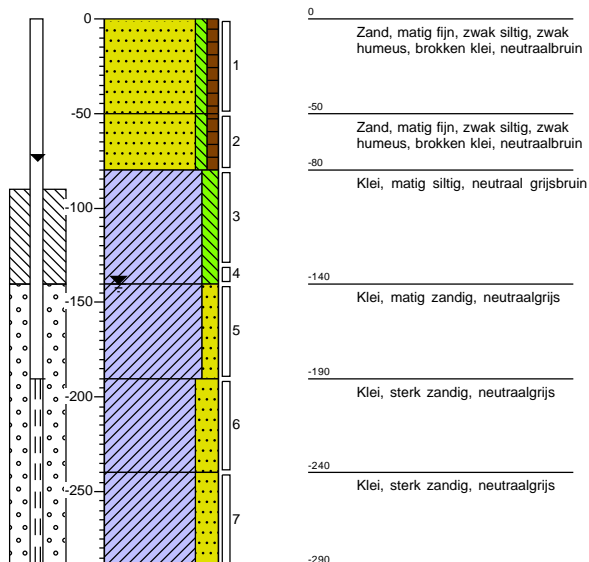 0
-50
-100
-150
-200
-250
1
2
3
4
5
6
7
0
Zand, matig fijn, zwak siltig, zwak
humeus, brokken klei, neutraalbruin
-50
Zand, matig fijn, zwak siltig, zwak
humeus, brokken klei, neutraalbruin
-80
Klei, matig siltig, neutraal grijsbruin
-140
Klei, matig zandig, neutraalgrijs
-190
Klei, sterk zandig, neutraalgrijs
-240
Klei, sterk zandig, neutraalgrijs
-290